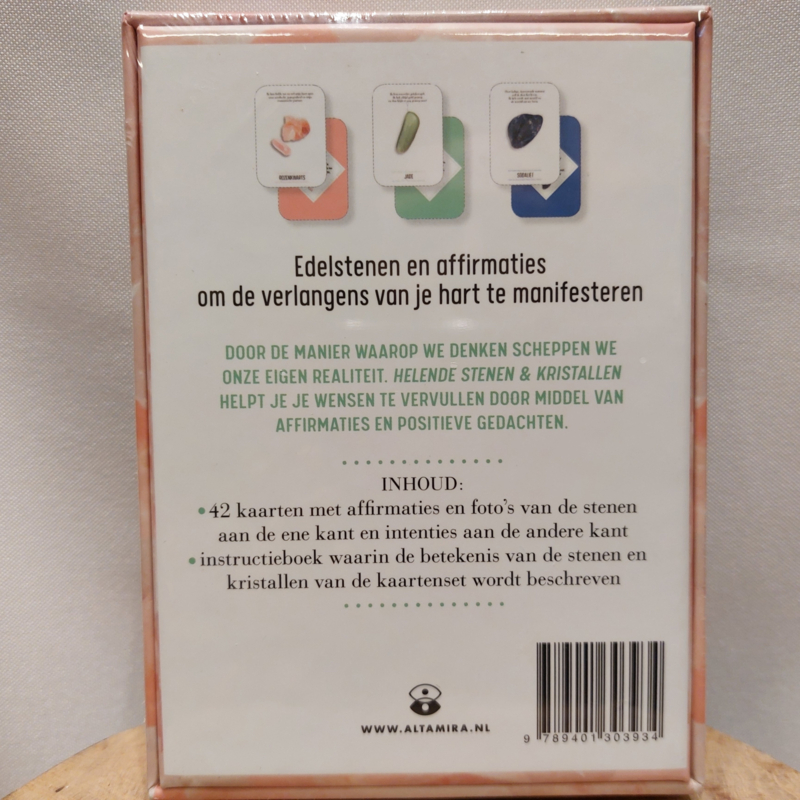 ROZENKWARTS
JADE
SODALIET
Edelstenen en affirmaties
om de verlangens van je hart te manifesteren
DOOR DE MANIER WAAROP WE DENKEN SCHEPPEN WE
ONZE EIGEN REALITEIT. HELENDE STENEN & KRISTALLEN
HELPT JE JE WENSEN TE VERVULLEN DOOR MIDDEL VAN
AFFIRMATIES EN POSITIEVE GEDACHTEN.
INHOUD:
• 42 kaarten met affirmaties en foto's van de stenen
aan de ene kant en intenties aan de andere kant
• instructieboek waarin de betekenis van de stenen en
kristallen van de kaartenset wordt beschreven
WWW.ALTAMIRA.NL
9 789401 303934